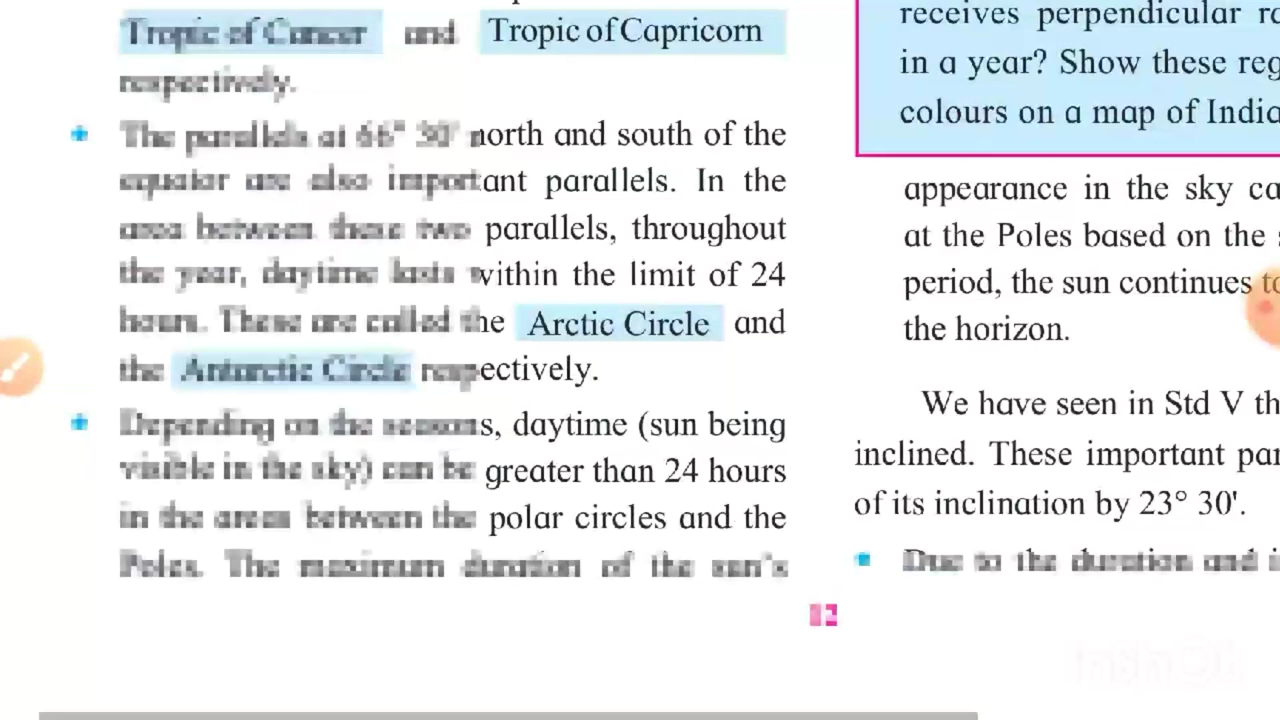 Tropic of Cancer and Tropic of Capricorn
respectively.
The parallels at 66° 30' north and south of the
equator are also important parallels. In the
area between these two parallels, throughout
the year, daytime lasts within the limit of 24
hours. These are called the Arctic Circle and
the Antarctic Circle respectively.
Depending on the seasons, daytime (sun being
visible in the sky) can be greater than 24 hours
in the areas between the polar circles and the
Poles. The maximum duration of the sun's
receives perpendicular
in a year? Show these
colours on a map of India
appearance in the sky
at the Poles based on the
period, the sun continues
the horizon.
We have seen in Std V
inclined. These important
of its inclination by 23° 30'.
Due to the duration and
12